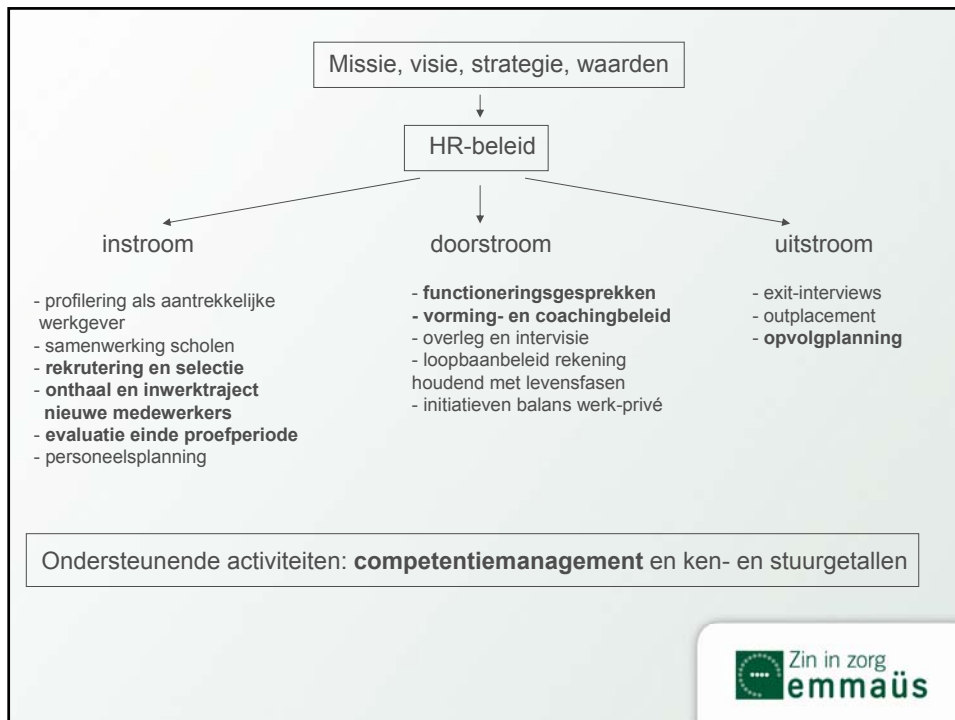 Missie, visie, strategie, waarden
HR-beleid
instroom
- profilering als aantrekkelijke
werkgever
- samenwerking scholen
- rekrutering en selectie
- onthaal en inwerktraject
nieuwe medewerkers
- evaluatie einde proefperiode
- personeelsplanning
doorstroom
- functioneringsgesprekken
- vorming- en coachingbeleid
- overleg en intervisie
- loopbaanbeleid rekening
houdend met levensfasen
- initiatieven balans werk-privé
uitstroom
- exit-interviews
- outplacement
- opvolgplanning
Ondersteunende activiteiten: competentiemanagement en ken- en stuurgetallen
Zin in zorg
emmaüs